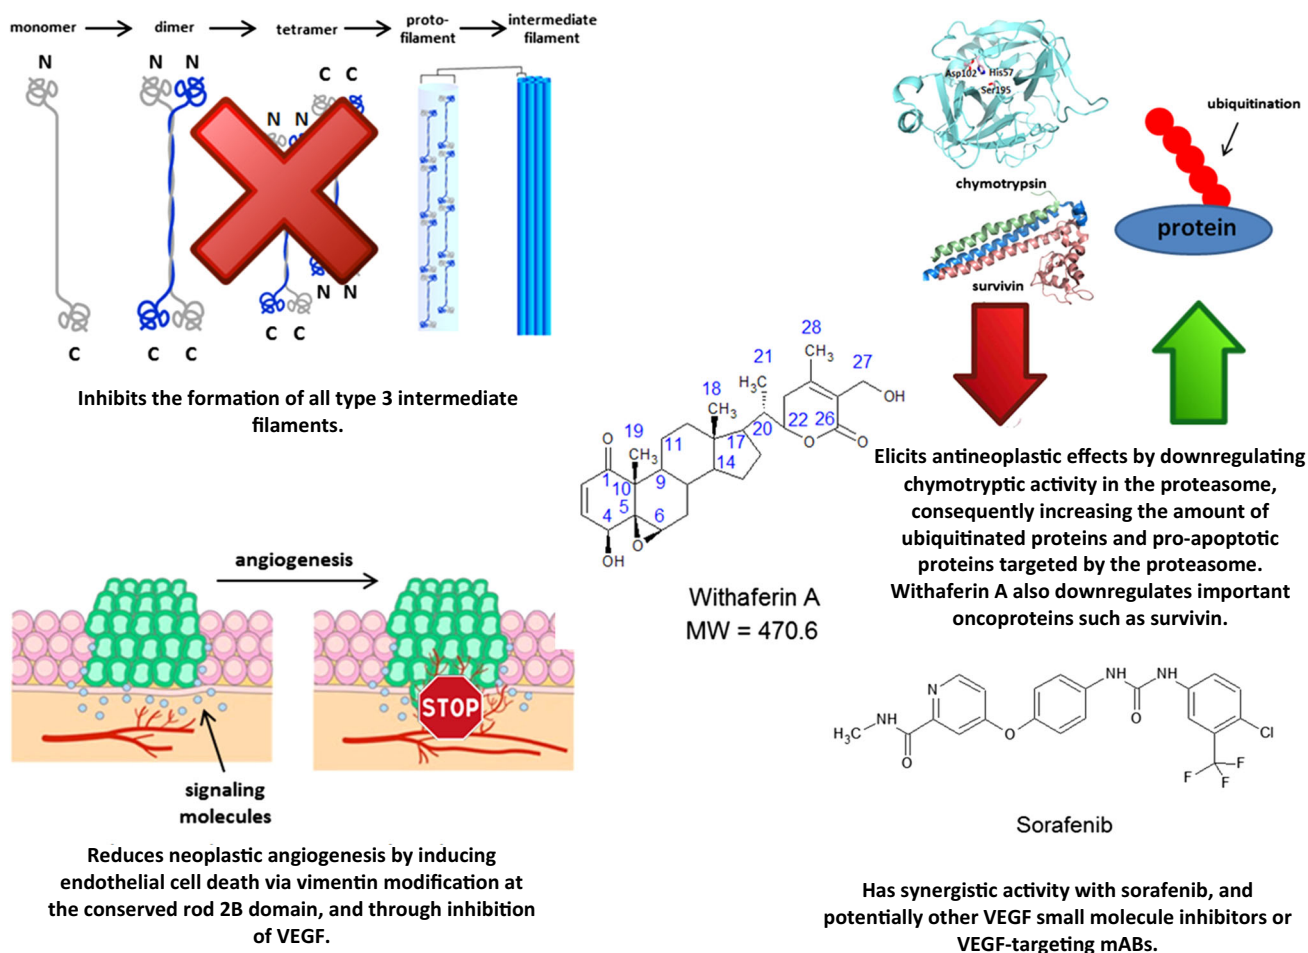 monomer
dimer
tetramer
proto-
filament
intermediate
filament
N
N N
C C
N N
C
C C
N N
C C
Inhibits the formation of all type 3 intermediate
filaments.
Asp102
His57
Ser195
chymotrypsin
survivin
ubiquitination
protein
Elicits antineoplastic effects by downregulating
chymotryptic activity in the proteasome,
consequently increasing the amount of
ubiquitinated proteins and pro-apoptotic
proteins targeted by the proteasome.
Withaferin A also downregulates important
oncoproteins such as survivin.
28
CH3
21
27
H3C
OH
18
CH3
22
26
20
O
O
17
19
11
O
CH3
14
1
10
9
5
4
6
O
OH
Withaferin A
MW = 470.6
angiogenesis
STOP
signaling
molecules
Reduces neoplastic angiogenesis by inducing
endothelial cell death via vimentin modification at
the conserved rod 2B domain, and through inhibition
of VEGF.
N
NH
NH
O
NH
H3C
O
O
Cl
F
F
F
Sorafenib
Has synergistic activity with sorafenib, and
potentially other VEGF small molecule inhibitors or
VEGF-targeting mABs.